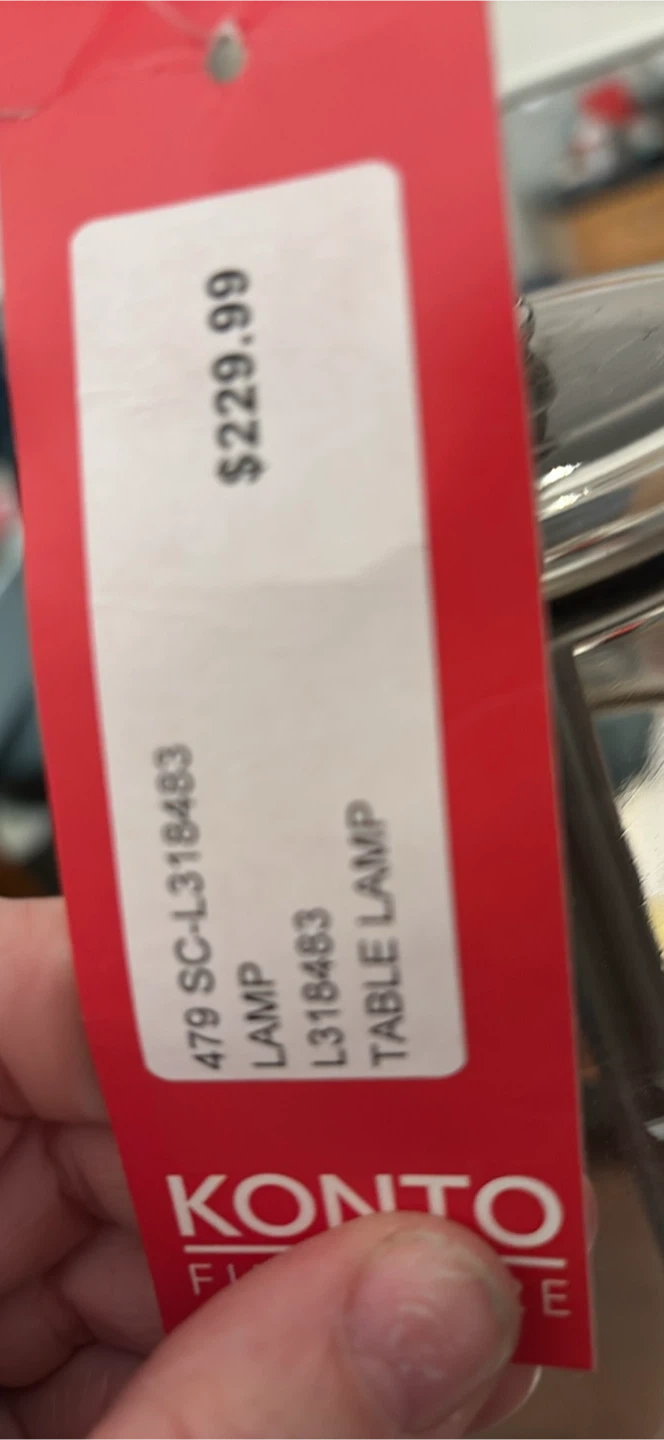 $229.99
479 SC-L318483
LAMP
L318483
TABLE LAMP
KONTO